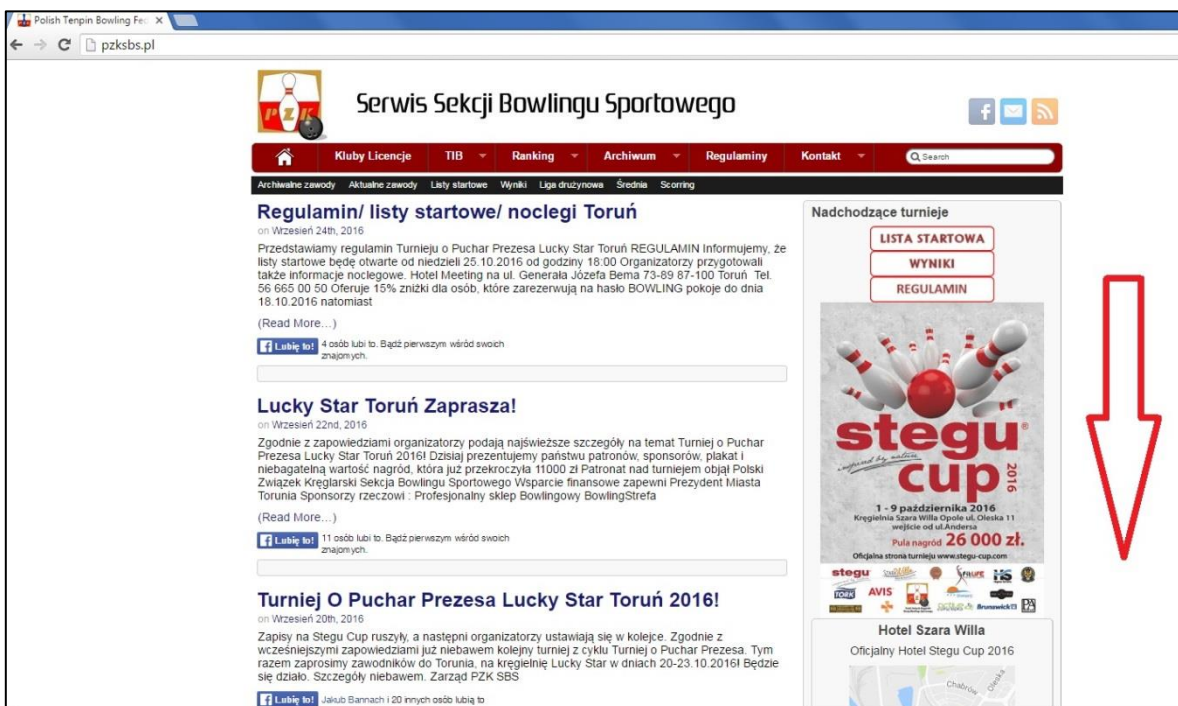 Polish Tenpin Bowling Fec
pzksbs.pl
PZK
Serwis Sekcji Bowlingu Sportowego
Kluby Licencje TIB Ranking Archiwum Regulaminy Kontakt Search
Archiwalne zawody Aktualne zawody Listy startowe Wyniki Liga drużynowa Średnia Scorring
Regulamin/ listy startowe/ noclegi Toruń
on Wrzesień 24th, 2016
Przedstawiamy regulamin Turnieju o Puchar Prezesa Lucky Star Toruń REGULAMIN Informujemy, że
listy startowe będę otwarte od niedzieli 25.10.2016 od godziny 18:00 Organizatorzy przygotowali
także informacje noclegowe. Hotel Meeting na ul. Generała Józefa Bema 73-89 87-100 Toruń Tel.
56 665 00 50 Oferuje 15% zniżki dla osób, które zarezerwują na hasło BOWLING pokoje do dnia
18.10.2016 natomiast
(Read More...)
Lubię to! 4 osób lubi to. Bądź pierwszym wśród swoich
znajomych.
Lucky Star Toruń Zaprasza!
on Wrzesień 22nd, 2016
Zgodnie z zapowiedziami organizatorzy podają najświeższe szczegóły na temat Turniej o Puchar
Prezesa Lucky Star Toruń 2016! Dzisiaj prezentujemy państwu patronów, sponsorów, plakat i
niebagatelną wartość nagród, która już przekroczyła 11000 zł Patronat nad turniejem objął Polski
Związek Kręglarski Sekcja Bowlingu Sportowego Wsparcie finansowe zapewni Prezydent Miasta
Torunia Sponsorzy rzeczowi : Profesjonalny sklep Bowlingowy BowlingStrefa
(Read More...)
Lubię to! 11 osób lubi to. Bądź pierwszym wśród swoich
znajomych.
Turniej O Puchar Prezesa Lucky Star Toruń 2016!
on Wrzesień 20th, 2016
Zapisy na Stegu Cup ruszyły, a następni organizatorzy ustawiają się w kolejce. Zgodnie z
wcześniejszymi zapowiedziami już niebawem kolejny turniej z cyklu Turniej o Puchar Prezesa. Tym
razem zaprosimy zawodników do Torunia, na kręgielnię Lucky Star w dniach 20-23.10.2016! Będzie
się działo. Szczegóły niebawem. Zarząd PZK SBS
Lubię to! Jakub Bannach i 20 innych osób lubią to
Nadchodzące turnieje
LISTA STARTOWA
WYNIKI
REGULAMIN
stegu®
inspired by nature
cup 2016
1 - 9 października 2016
Kręgielnia Szara Willa Opole ul. Oleska 11
wejście od ul.Andersa
Pula nagród 26 000 zł.
Oficjalna strona turnieju www.stegu-cup.com
stegu HS
TORK AVIS Brunswick
Hotel Szara Willa
Oficjalny Hotel Stegu Cup 2016
Chabrów Oleska